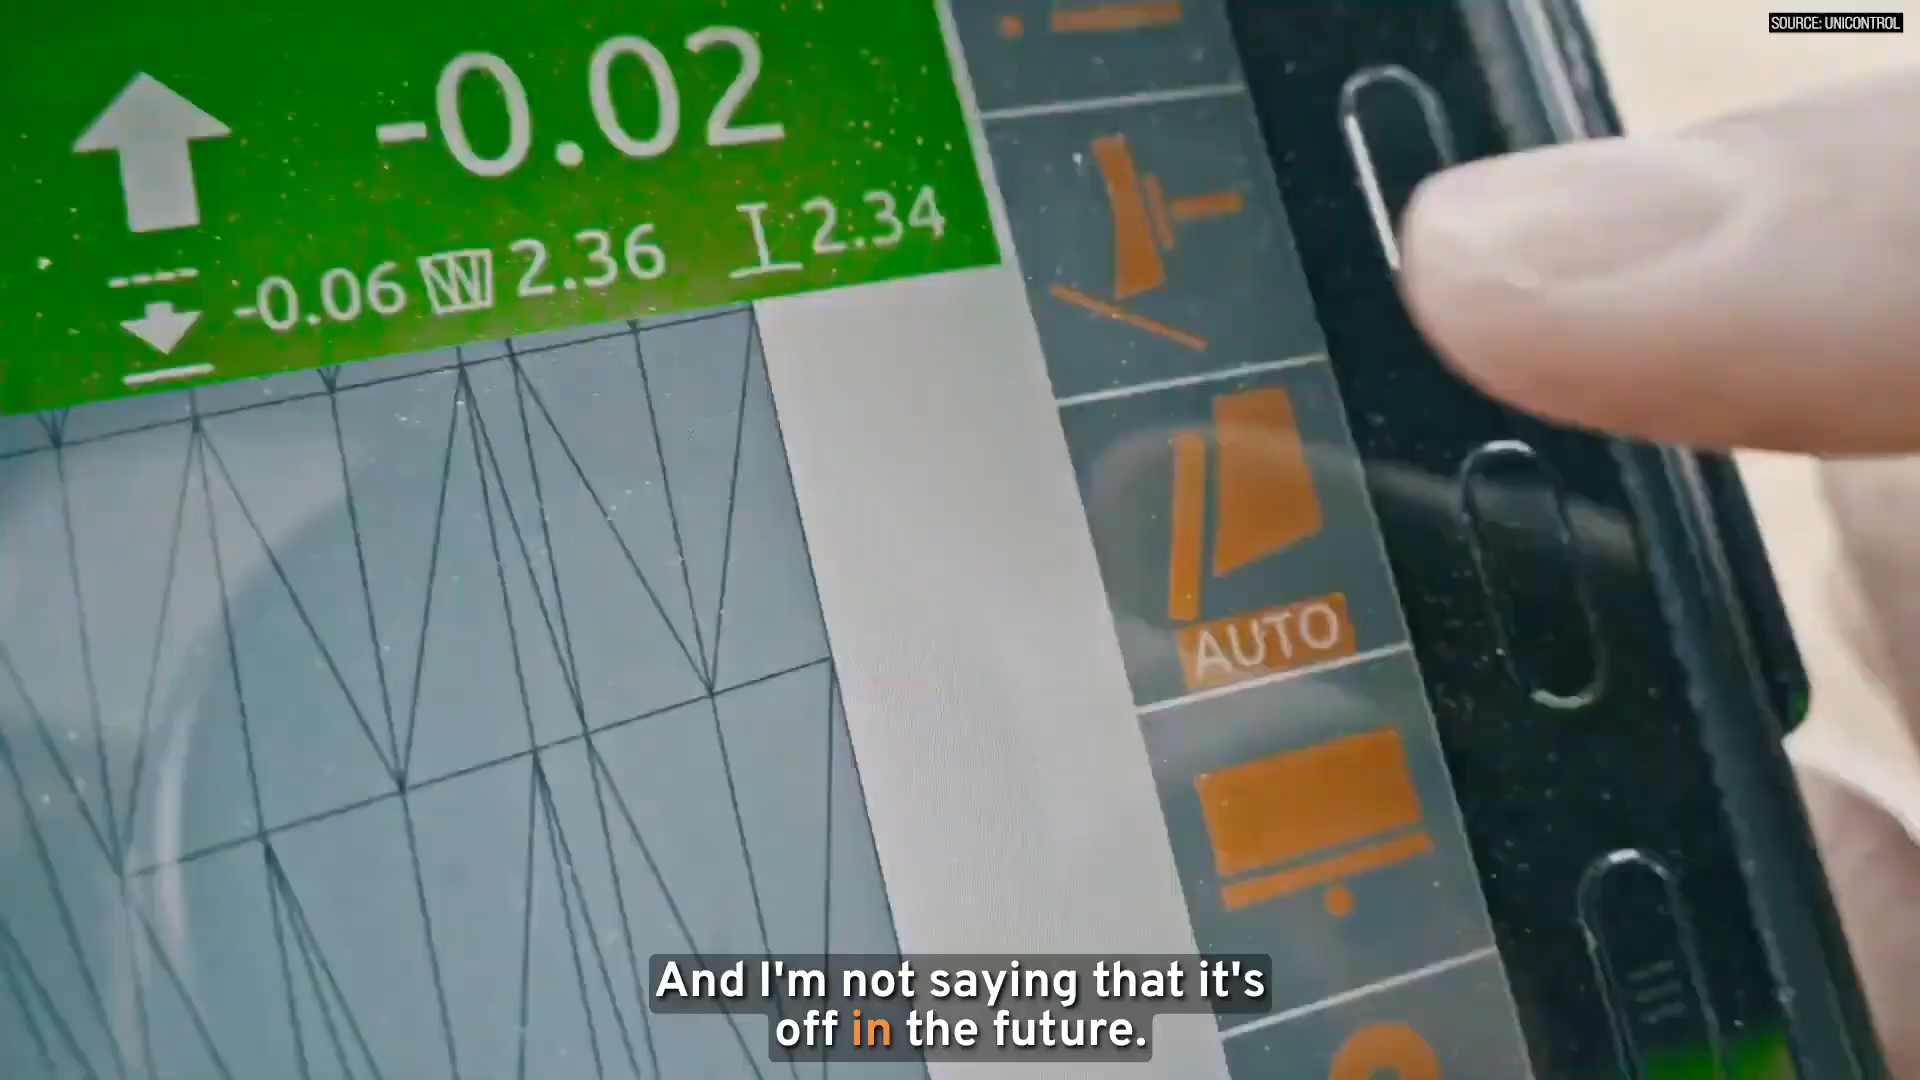 SOURCE: UNICONTROL
-0.02
-0.06 W 2.36 2.34
AUTO
And I'm not saying that it's
off in the future.